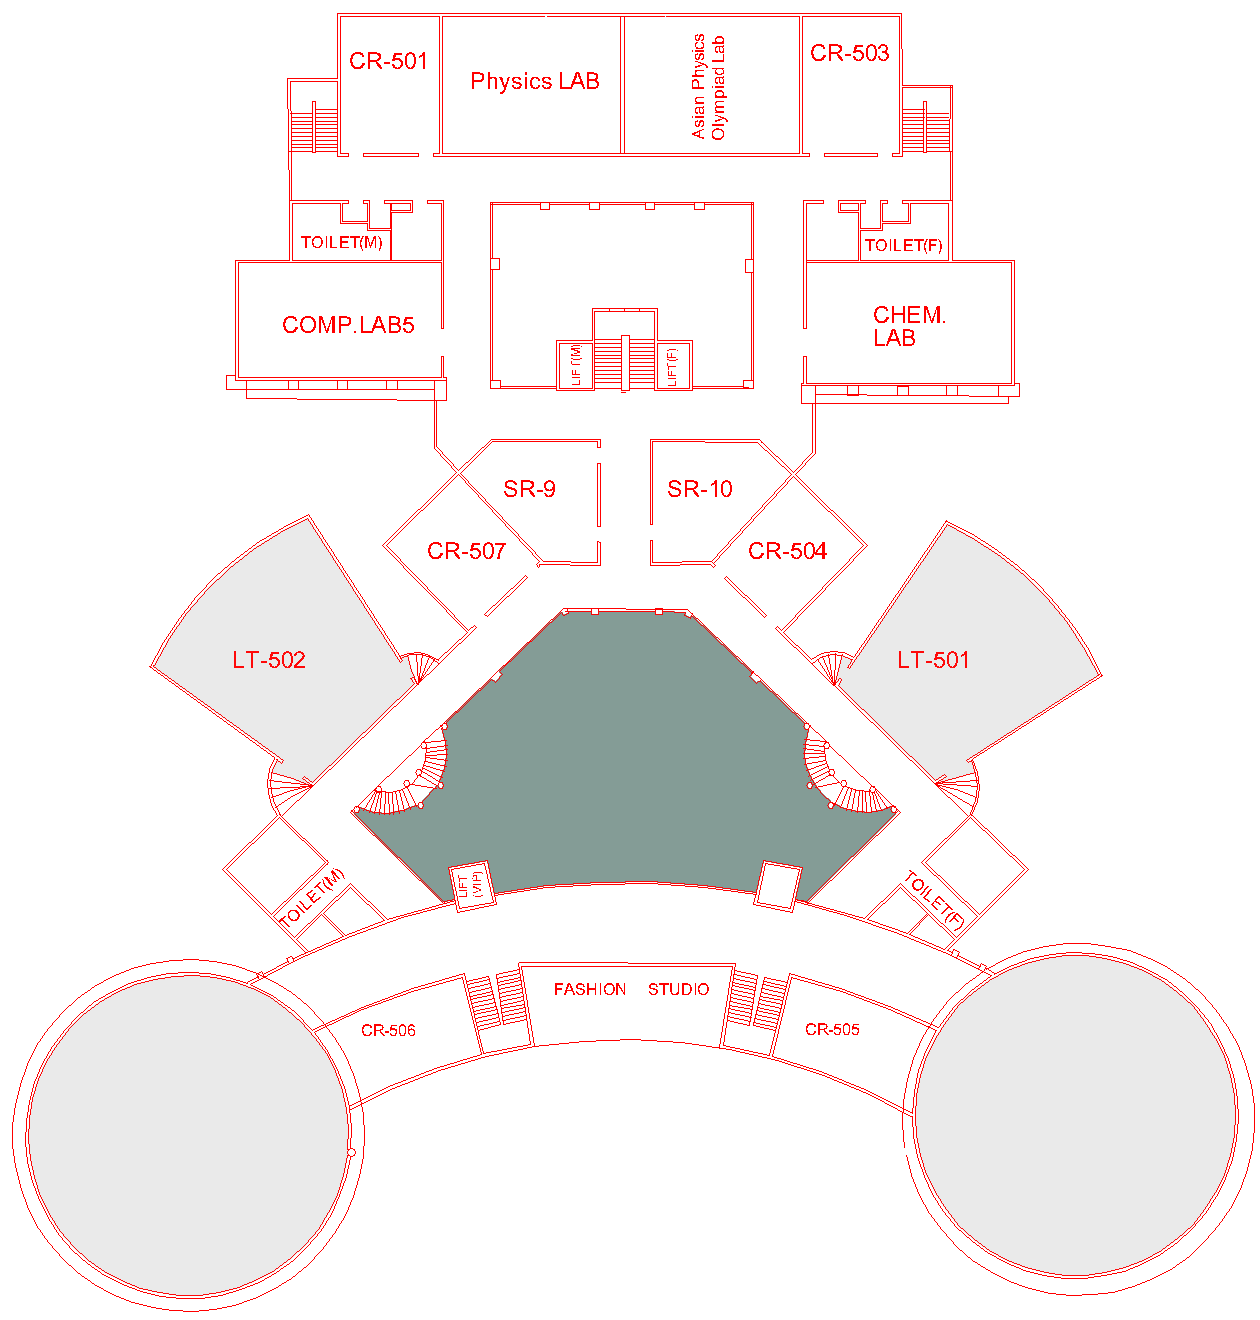 CR-501
Physics LAB
Asian Physics
Olympiad Lab
CR-503
TOILET(M)
TOILET(F)
COMP.LAB5
LIFT(M)
LIFT(F)
CHEM.
LAB
SR-9
SR-10
CR-507
CR-504
LT-502
LT-501
TOILET(M)
LIFT
(VIP)
TOILET(F)
FASHION STUDIO
CR-506
CR-505